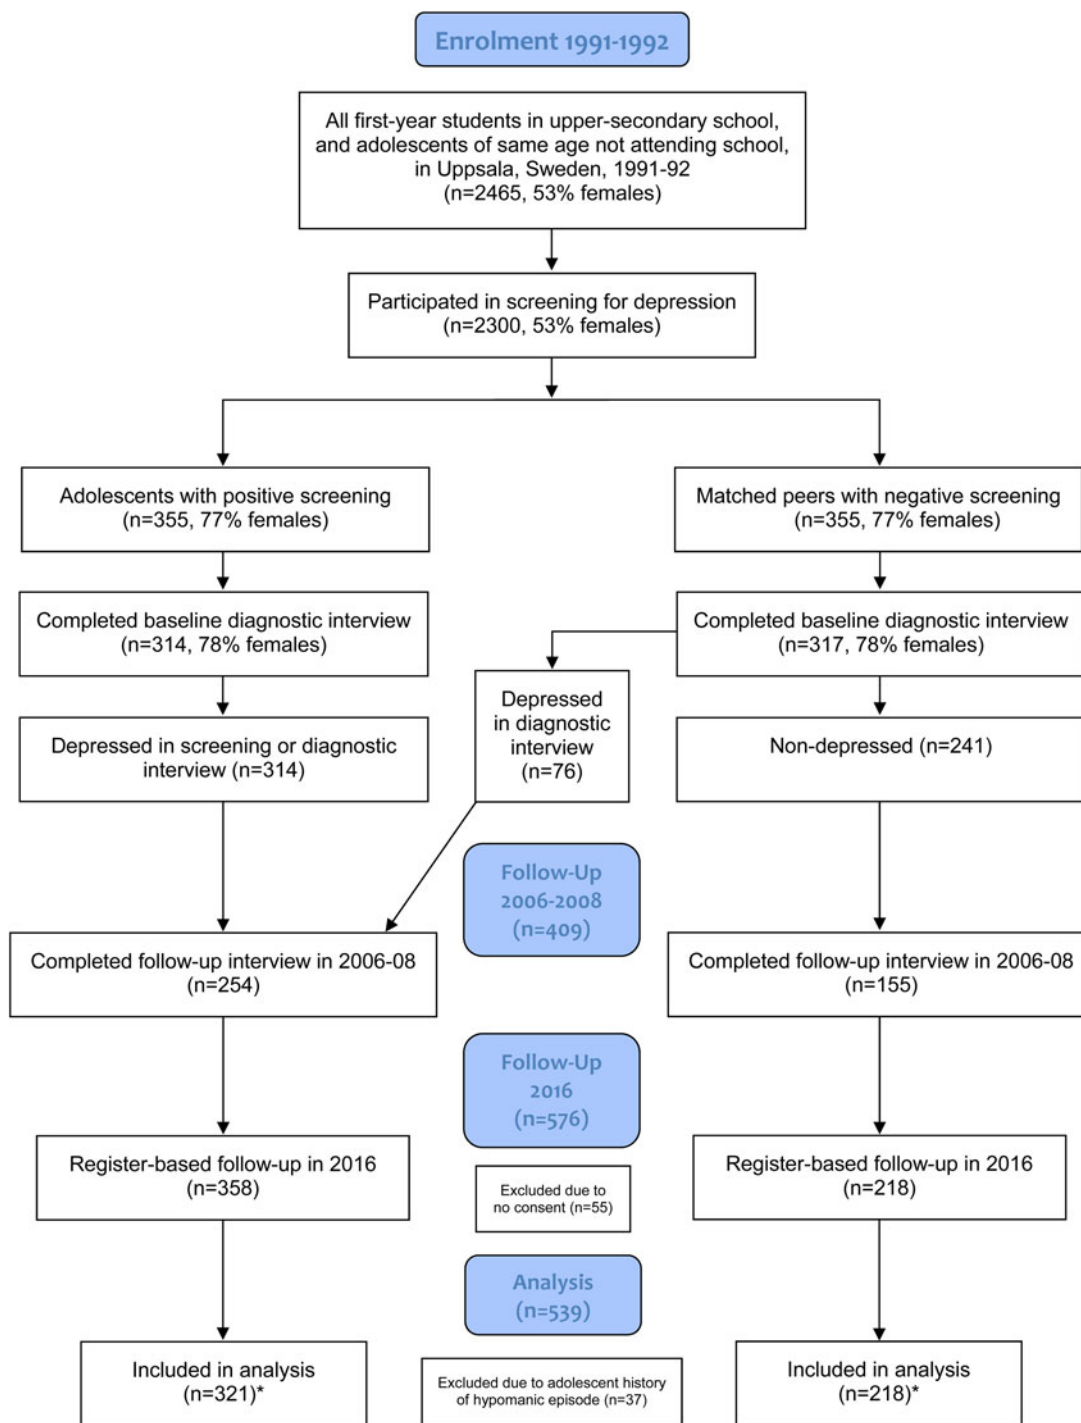 Enrolment 1991-1992
All first-year students in upper-secondary school,
and adolescents of same age not attending school,
in Uppsala, Sweden, 1991-92
(n=2465, 53% females)
Participated in screening for depression
(n=2300, 53% females)
Adolescents with positive screening
(n=355, 77% females)
Matched peers with negative screening
(n=355, 77% females)
Completed baseline diagnostic interview
(n=314, 78% females)
Completed baseline diagnostic interview
(n=317, 78% females)
Depressed in screening or diagnostic
interview (n=314)
Depressed
in diagnostic
interview
(n=76)
Non-depressed (n=241)
Follow-Up
2006-2008
(n=409)
Completed follow-up interview in 2006-08
(n=254)
Completed follow-up interview in 2006-08
(n=155)
Follow-Up
2016
(n=576)
Register-based follow-up in 2016
(n=358)
Excluded due to
no consent (n=55)
Register-based follow-up in 2016
(n=218)
Analysis
(n=539)
Included in analysis
(n=321)*
Excluded due to adolescent history
of hypomanic episode (n=37)
Included in analysis
(n=218)*